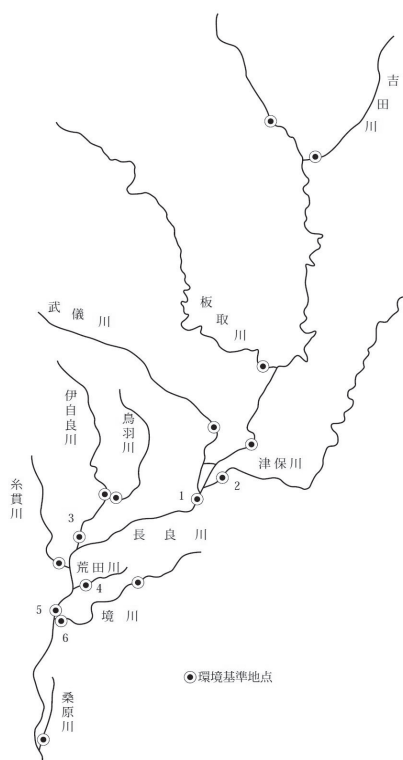 吉田川
板取川
武儀川
伊自良川
鳥羽川
糸貫川
津保川
1
2
長良川
3
荒田川
4
5
境川
6
◉環境基準地点
桑原川